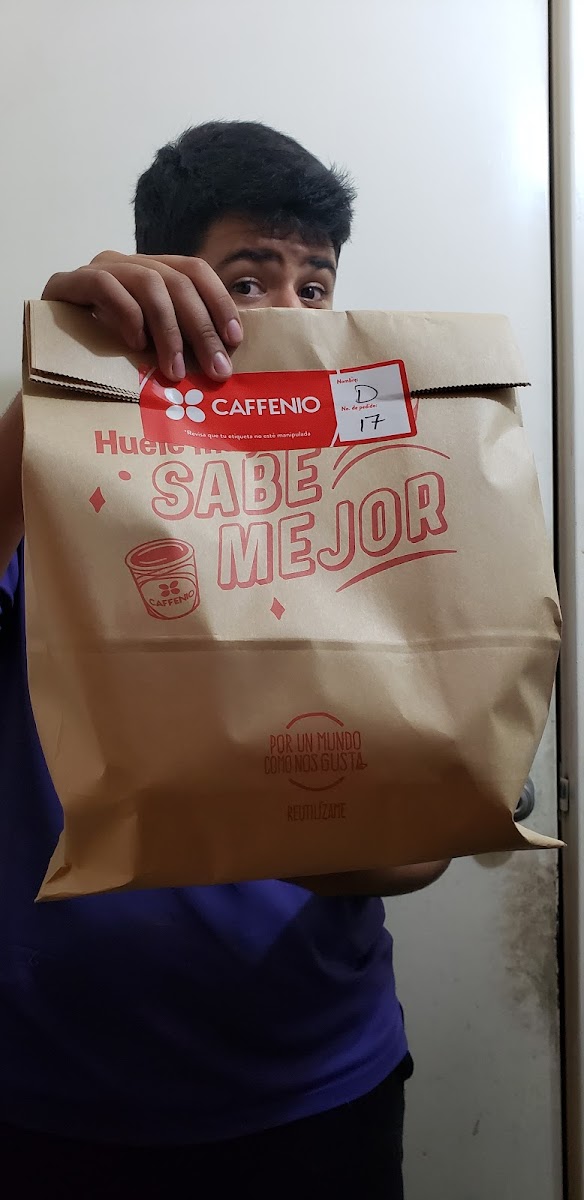 CAFFENIO
Nombre:
D
No. de pedido:
17
*Revisa que tu etiqueta no esté manipulada
Huele
SABE
MEJOR
CAFFENIO
POR UN MUNDO
COMO NOS GUSTA
REUTILÍZAME